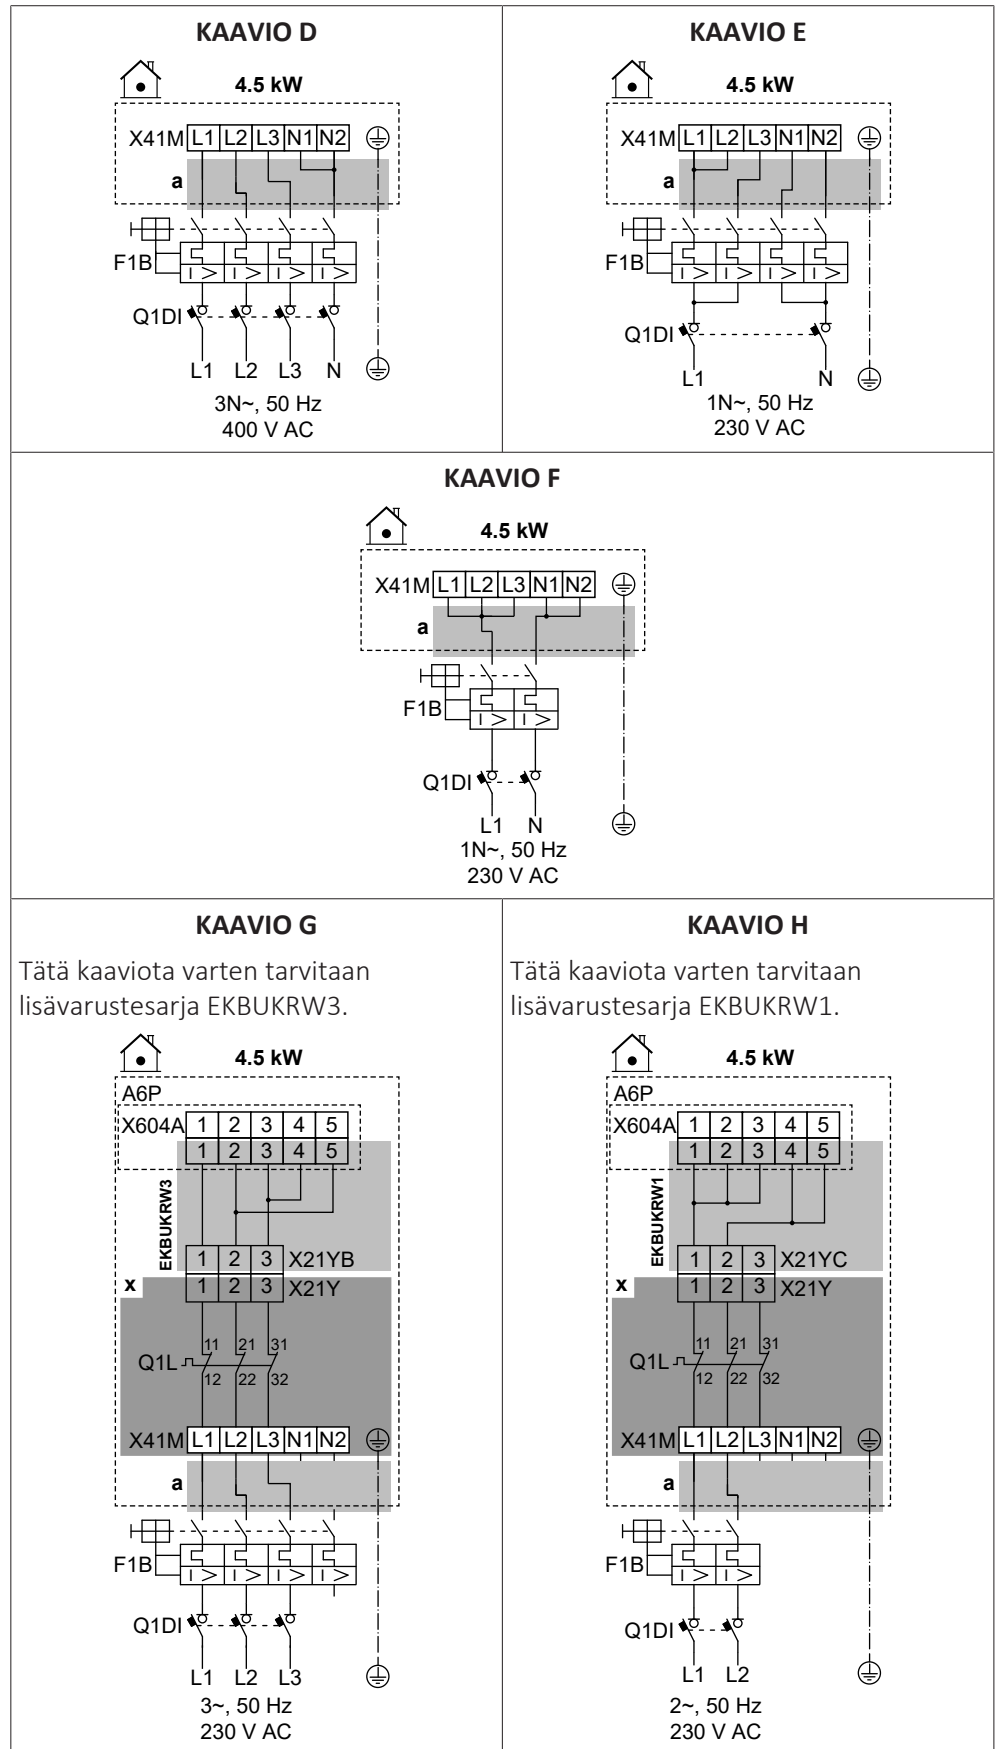 KAAVIO D
4.5 kW
X41M L1 L2 L3 N1 N2
a
F1B
I > I > I > I >
Q1DI
L1 L2 L3 N
3N~, 50 Hz
400 V AC
KAAVIO E
4.5 kW
X41M L1 L2 L3 N1 N2
a
F1B
I > I > I > I >
Q1DI
L1 N
1N~, 50 Hz
230 V AC
KAAVIO F
4.5 kW
X41M L1 L2 L3 N1 N2
a
F1B
I > I >
Q1DI
L1 N
1N~, 50 Hz
230 V AC
KAAVIO G
Tätä kaaviota varten tarvitaan
lisävarustesarja EKBUKRW3.
4.5 kW
A6P
X604A 1 2 3 4 5
1 2 3 4 5
EKBUKRW3
1 2 3 X21YB
x
1 2 3 X21Y
11 21 31
Q1L
12 22 32
X41M L1 L2 L3 N1 N2
a
F1B
I > I > I > I >
Q1DI
L1 L2 L3
3~, 50 Hz
230 V AC
KAAVIO H
Tätä kaaviota varten tarvitaan
lisävarustesarja EKBUKRW1.
4.5 kW
A6P
X604A 1 2 3 4 5
1 2 3 4 5
EKBUKRW1
1 2 3 X21YC
x
1 2 3 X21Y
11 21 31
Q1L
12 22 32
X41M L1 L2 L3 N1 N2
a
F1B
I > I >
Q1DI
L1 L2
2~, 50 Hz
230 V AC